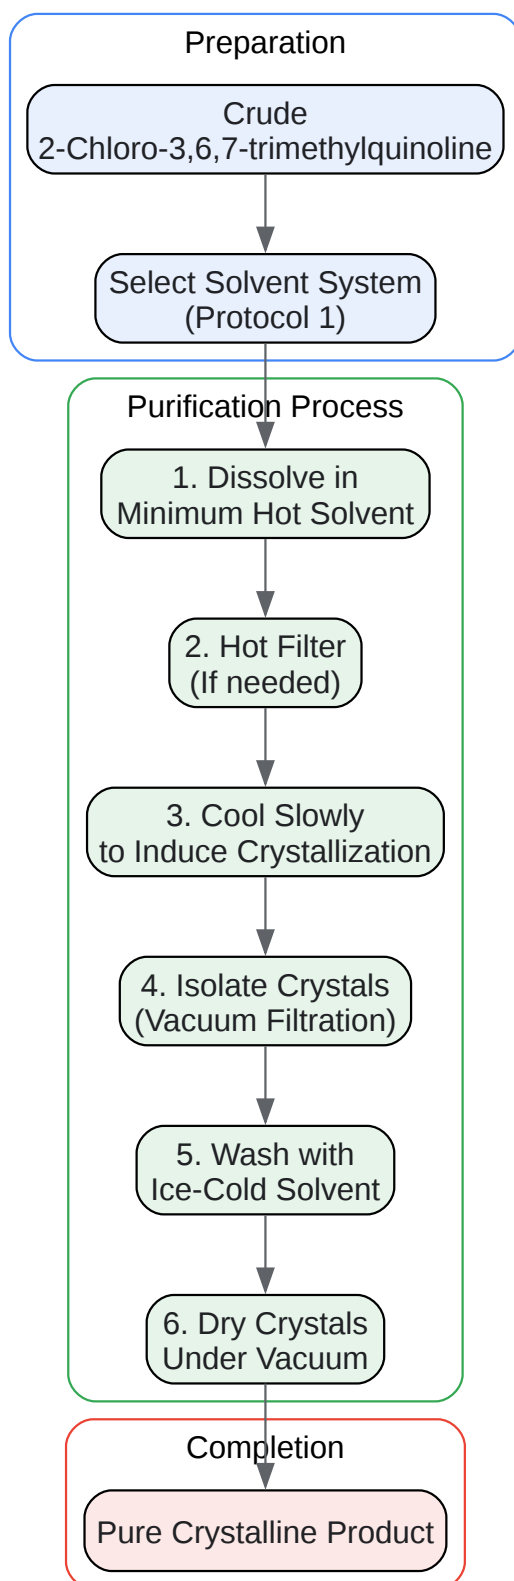 Preparation
Crude
2-Chloro-3,6,7-trimethylquinoline
Select Solvent System
(Protocol 1)
Purification Process
1. Dissolve in
Minimum Hot Solvent
2. Hot Filter
(If needed)
3. Cool Slowly
to Induce Crystallization
4. Isolate Crystals
(Vacuum Filtration)
5. Wash with
Ice-Cold Solvent
6. Dry Crystals
Under Vacuum
Completion
Pure Crystalline Product